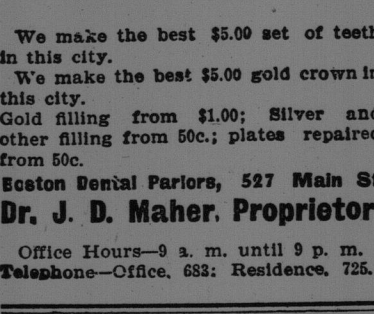 We make the best $5.00 set of teeth
in this city.
We make the best $5.00 gold crown in
this city.
Gold filling from $1.00; Silver and
other filling from 50c.; plates repaired
from 50c.
Boston Dental Parlors, 527 Main St
Dr. J. D. Maher, Proprietor
Office Hours—9 a. m. until 9 p. m.
Telephone—Office, 683; Residence, 725.